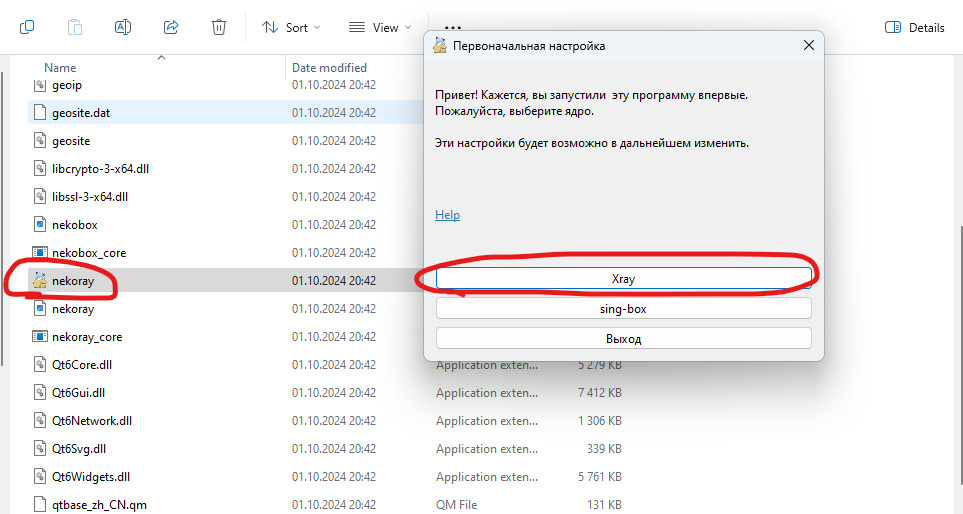 Sort
View
Details
Name
Date modified
geoip 01.10.2024 20:42
geosite.dat 01.10.2024 20:42
geosite 01.10.2024 20:42
libcrypto-3-x64.dll 01.10.2024 20:42
libssl-3-x64.dll 01.10.2024 20:42
nekobox 01.10.2024 20:42
nekobox_core 01.10.2024 20:42
nekoray 01.10.2024 20:42
nekoray 01.10.2024 20:42
nekoray_core 01.10.2024 20:42
Qt6Core.dll 01.10.2024 20:42 Application exten... 5 279 KB
Qt6Gui.dll 01.10.2024 20:42 Application exten... 7 412 KB
Qt6Network.dll 01.10.2024 20:42 Application exten... 1 306 KB
Qt6Svg.dll 01.10.2024 20:42 Application exten... 339 KB
Qt6Widgets.dll 01.10.2024 20:42 Application exten... 5 761 KB
qtbase_zh_CN.qm 01.10.2024 20:42 QM File 131 KB
Первоначальная настройка
Привет! Кажется, вы запустили эту программу впервые.
Пожалуйста, выберите ядро.
Эти настройки будет возможно в дальнейшем изменить.
Help
Xray
sing-box
Выход